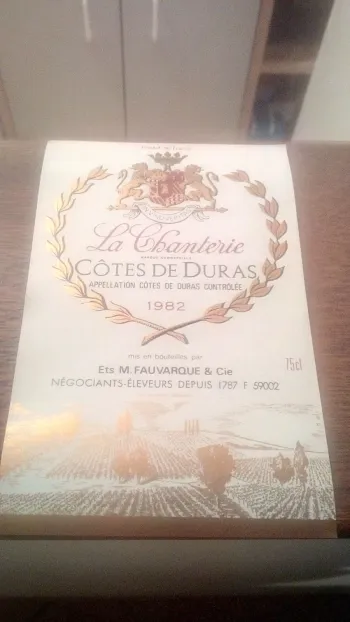 La Chanterie
CÔTES DE DURAS
APPELLATION CÔTES DE DURAS CONTROLÉE
1982
mis en bouteilles par
Ets M. FAUVARQUE & Cie
75cl
NÉGOCIANTS-ÉLEVEURS DEPUIS 1787 F 59002